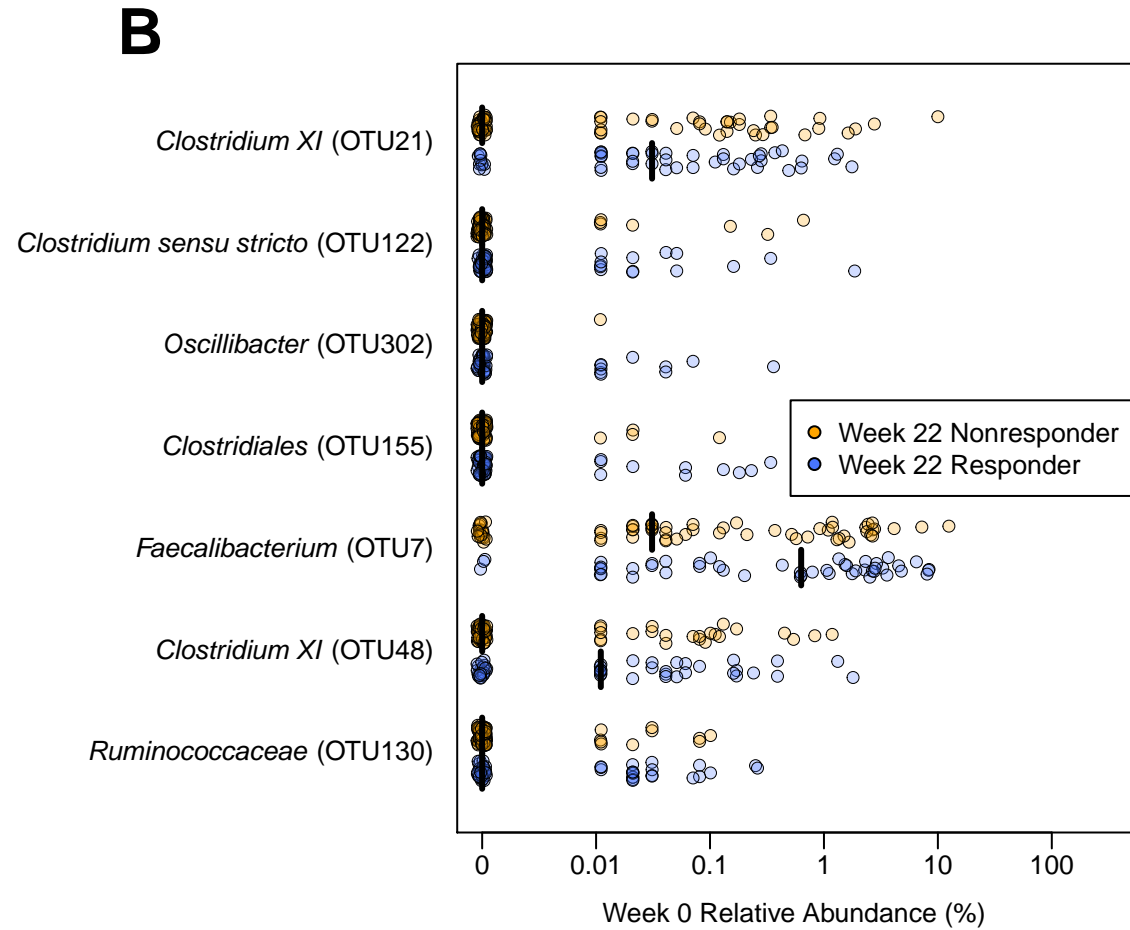 B
Clostridium XI (OTU21)
Clostridium sensu stricto (OTU122)
Oscillibacter (OTU302)
Clostridiales (OTU155)
Faecalibacterium (OTU7)
Clostridium XI (OTU48)
Ruminococcaceae (OTU130)
Week 22 Nonresponder
Week 22 Responder
0 0.01 0.1 1 10 100
Week 0 Relative Abundance (%)